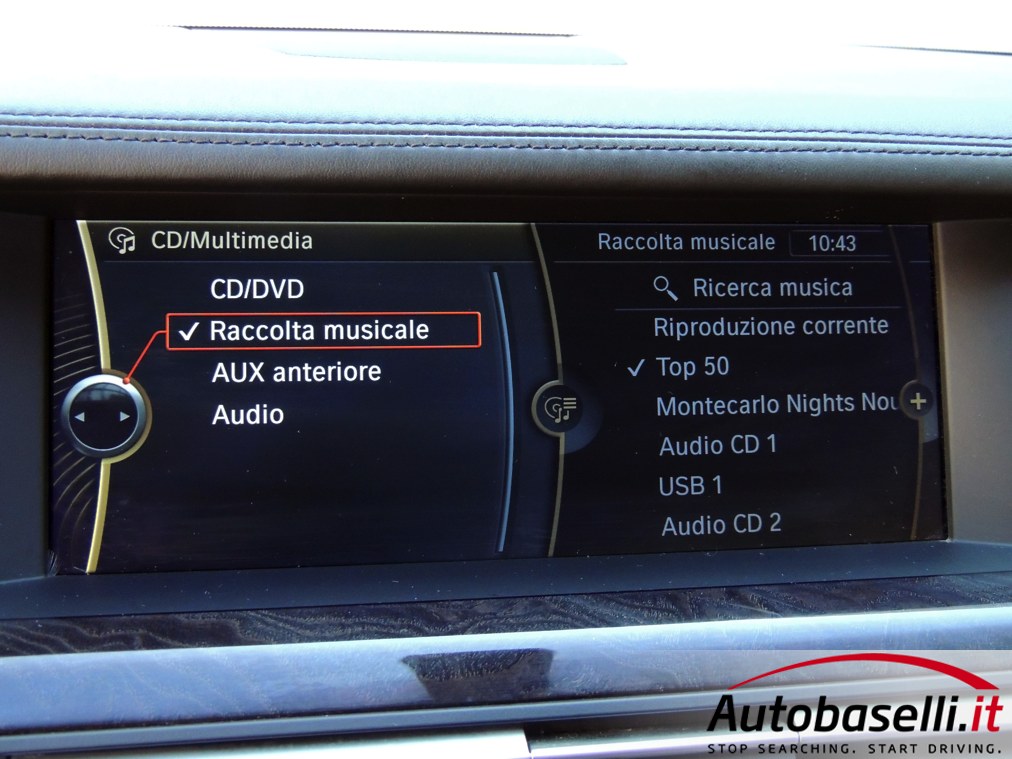 CD/Multimedia
CD/DVD
✓ Raccolta musicale
AUX anteriore
Audio
Raccolta musicale 10:43
Ricerca musica
Riproduzione corrente
✓ Top 50
Montecarlo Nights Nou
Audio CD 1
USB 1
Audio CD 2
Autobaselli.it
STOP SEARCHING. START DRIVING.